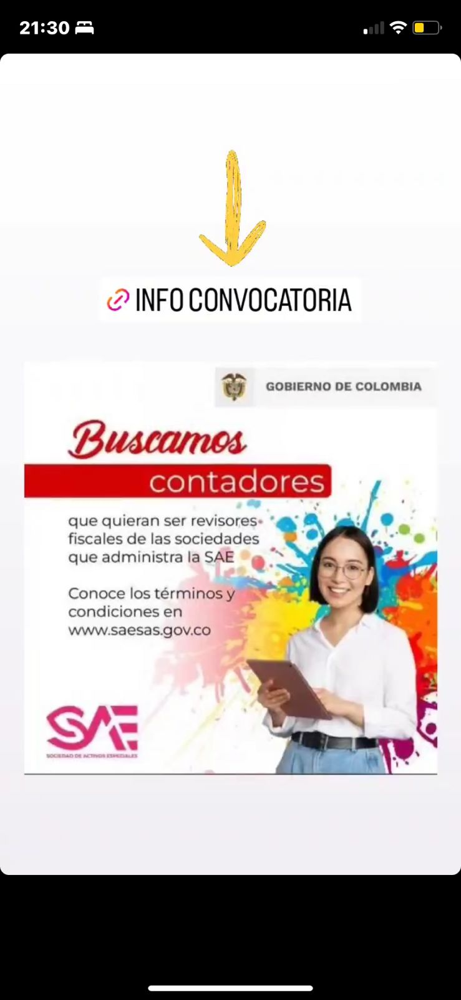 21:30
INFO CONVOCATORIA
GOBIERNO DE COLOMBIA
Buscamos
contadores
que quieran ser revisores
fiscales de las sociedades
que administra la SAE
Conoce los términos y
condiciones en
www.saesas.gov.co
SAE
SOCIEDAD DE ACTIVOS ESPECIALES